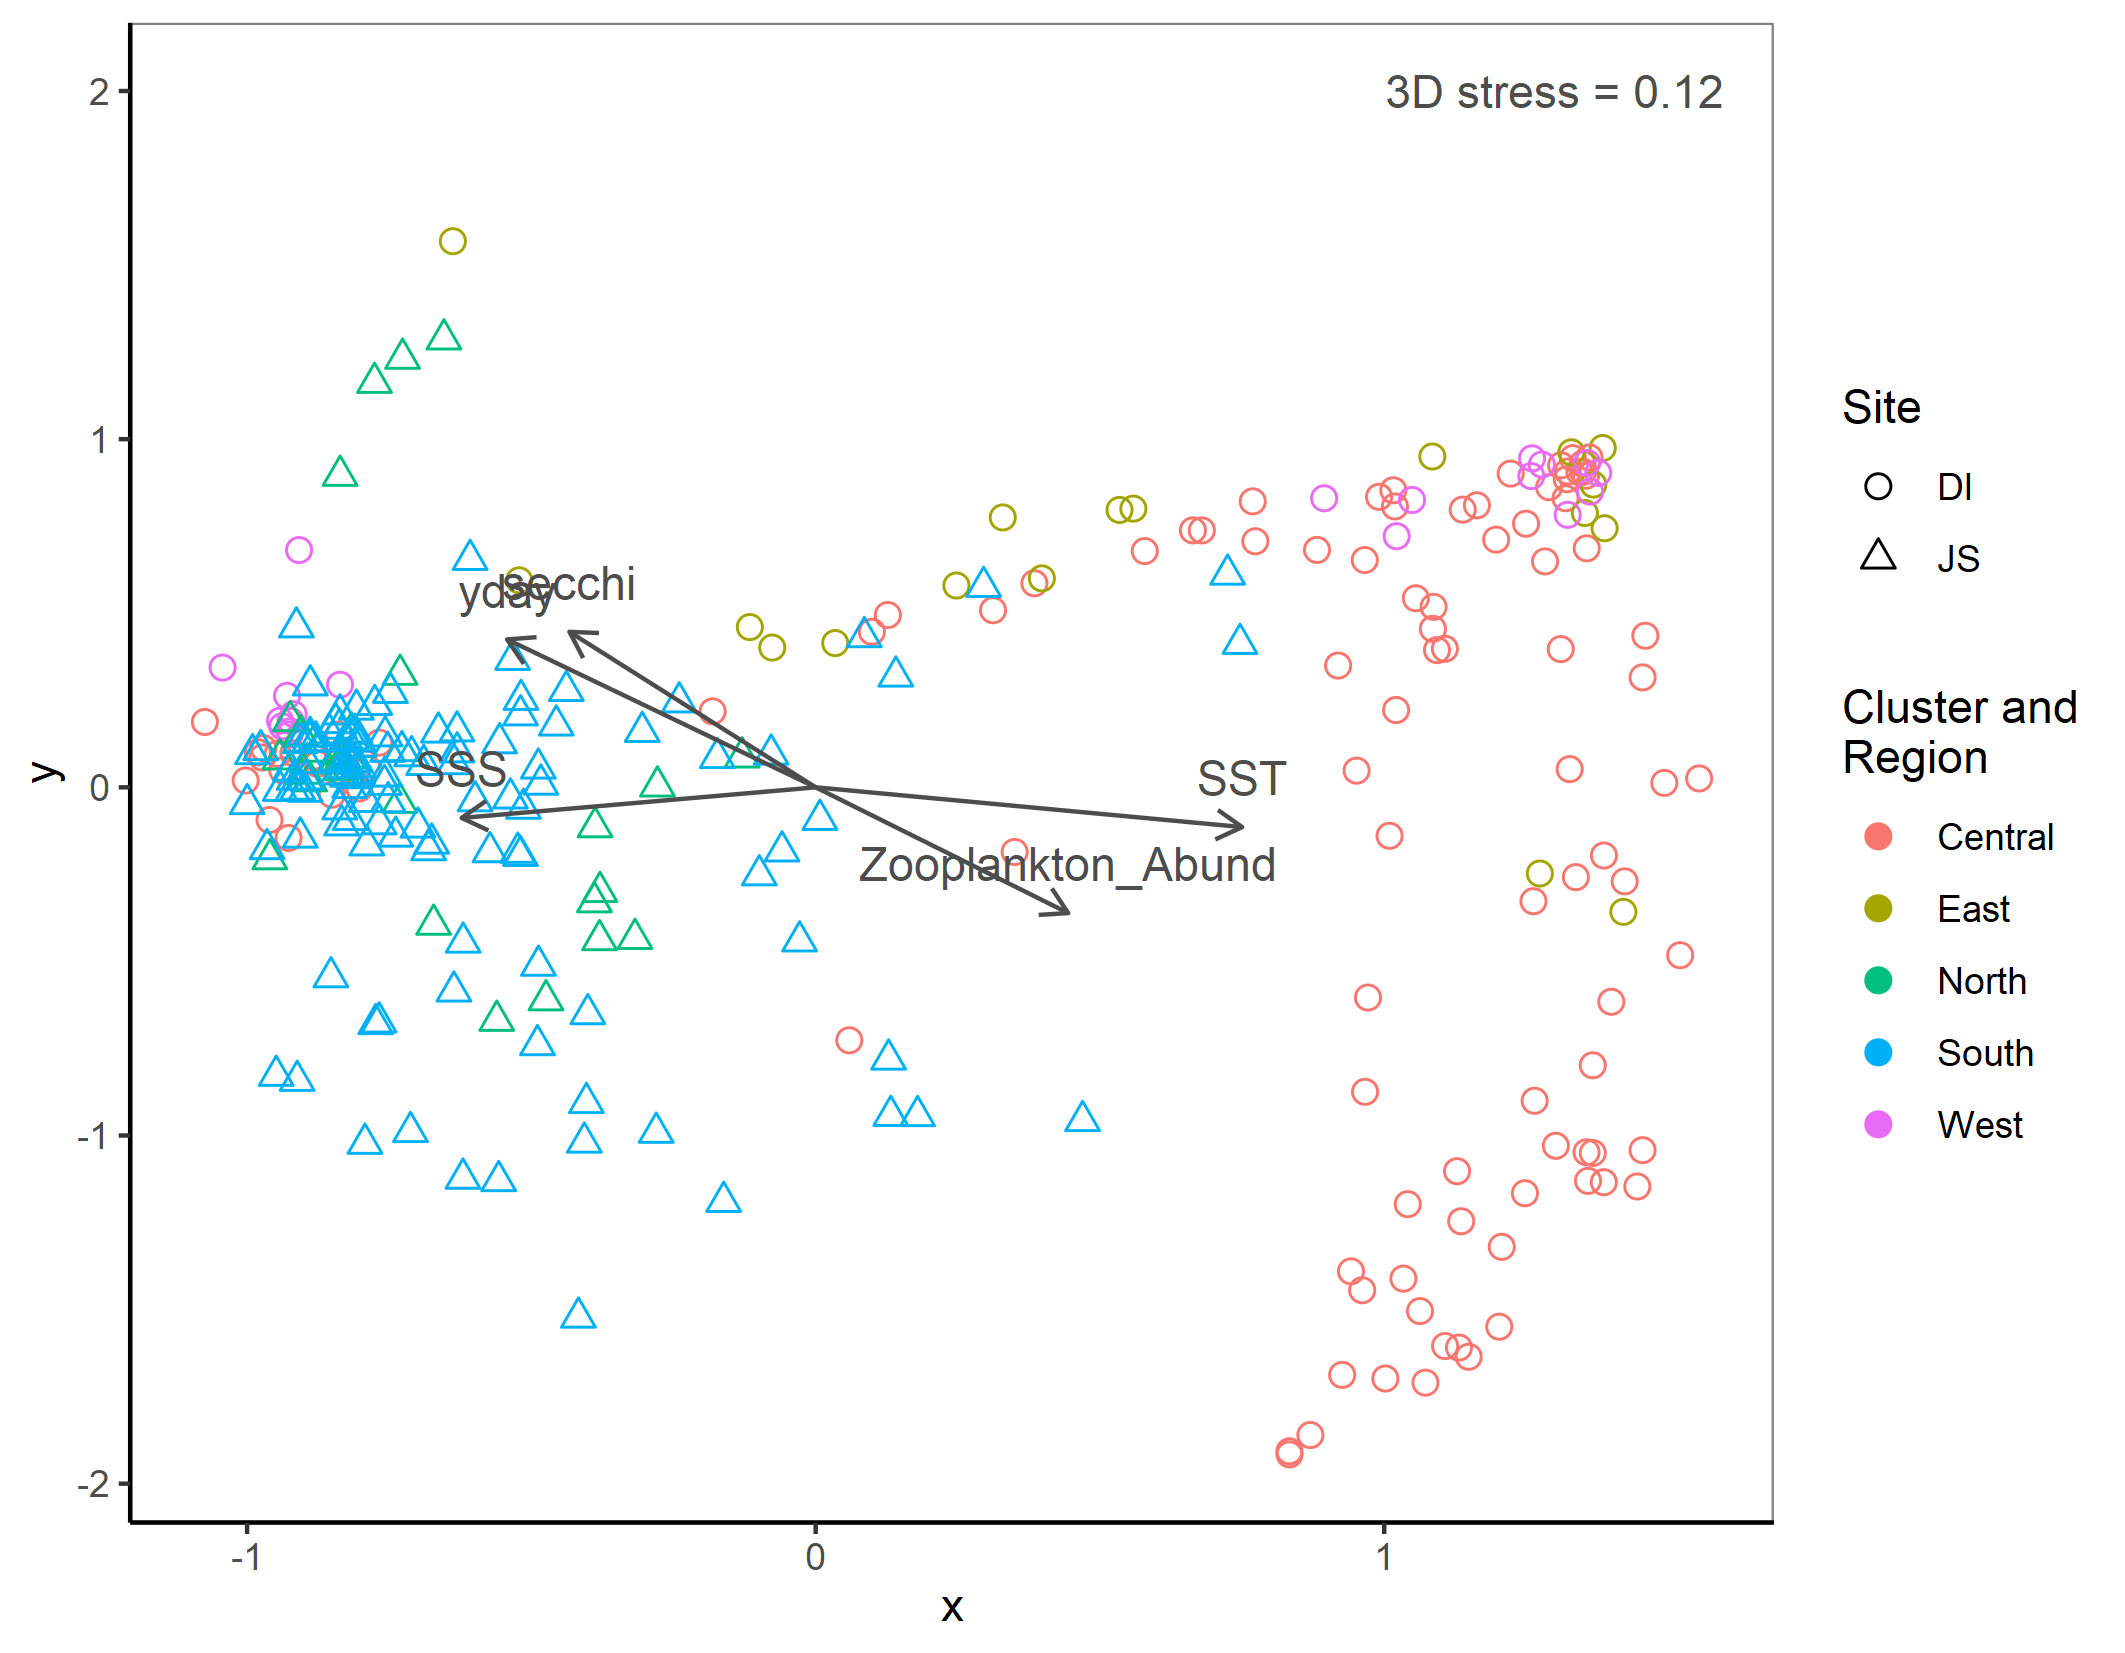 3D stress = 0.12
2
1
0
-1
-2
y
secchi
yday
SSS
SST
Zooplankton_Abund
-1
0
1
x
Site
DI
JS
Cluster and
Region
Central
East
North
South
West